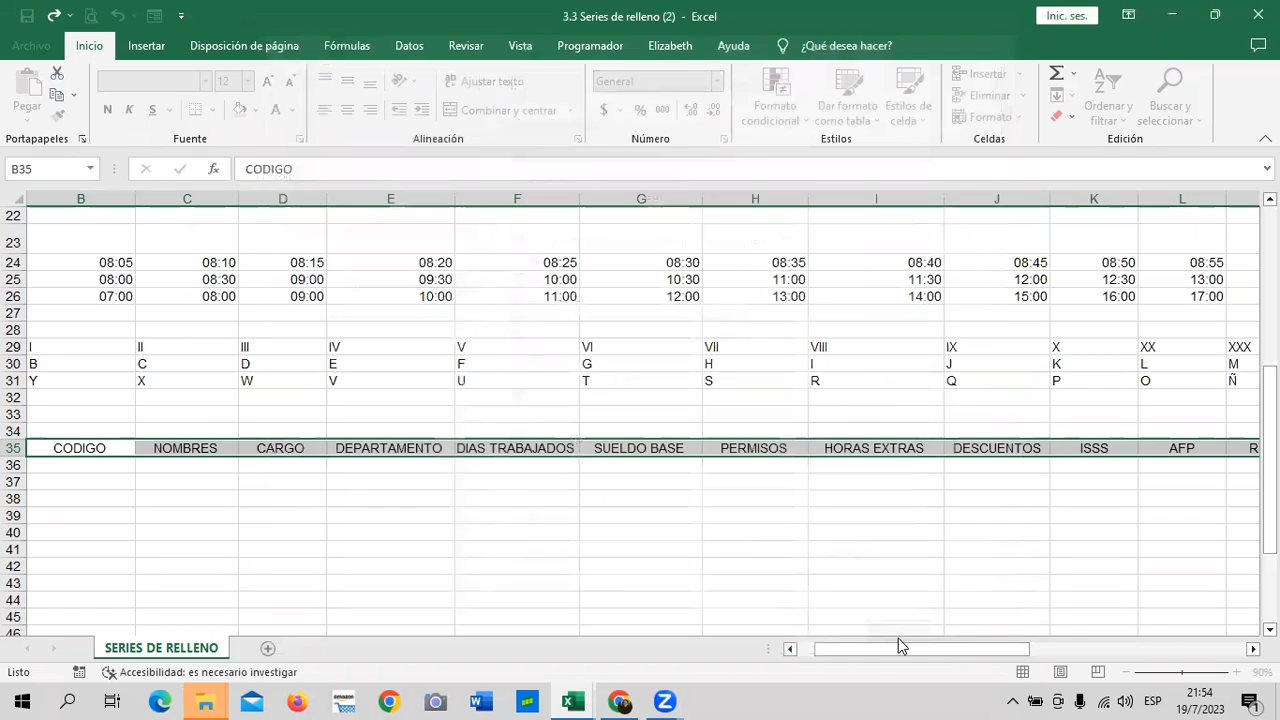 3.3 Series de relleno (2) - Excel
Inic. ses.
Archivo Inicio Insertar Disposición de página Fórmulas Datos Revisar Vista Programador Elizabeth Ayuda ¿Qué desea hacer?
Pegar
12
N K S
Ajustar texto
Combinar y centrar
General
$ % 000
Formato condicional
Dar formato como tabla
Estilos de celda
Insertar
Eliminar
Formato
Ordenar y filtrar
Buscar y seleccionar
Portapapeles Fuente Alineación Número Estilos Celdas Edición
B35 fx CODIGO
B C D E F G H I J K L
22
23
24 08:05 08:10 08:15 08:20 08:25 08:30 08:35 08:40 08:45 08:50 08:55
25 08:00 08:30 09:00 09:30 10:00 10:30 11:00 11:30 12:00 12:30 13:00
26 07:00 08:00 09:00 10:00 11:00 12:00 13:00 14:00 15:00 16:00 17:00
27
28
29 I II III IV V VI VII VIII IX X XX XXX
30 B C D E F G H I J K L M
31 Y X W V U T S R Q P O Ñ
32
33
34
35 CODIGO NOMBRES CARGO DEPARTAMENTO DIAS TRABAJADOS SUELDO BASE PERMISOS HORAS EXTRAS DESCUENTOS ISSS AFP R
36
37
38
39
40
41
42
43
44
45
46
SERIES DE RELLENO
Listo Accesibilidad: es necesario investigar 90%
ESP 21:54
19/7/2023